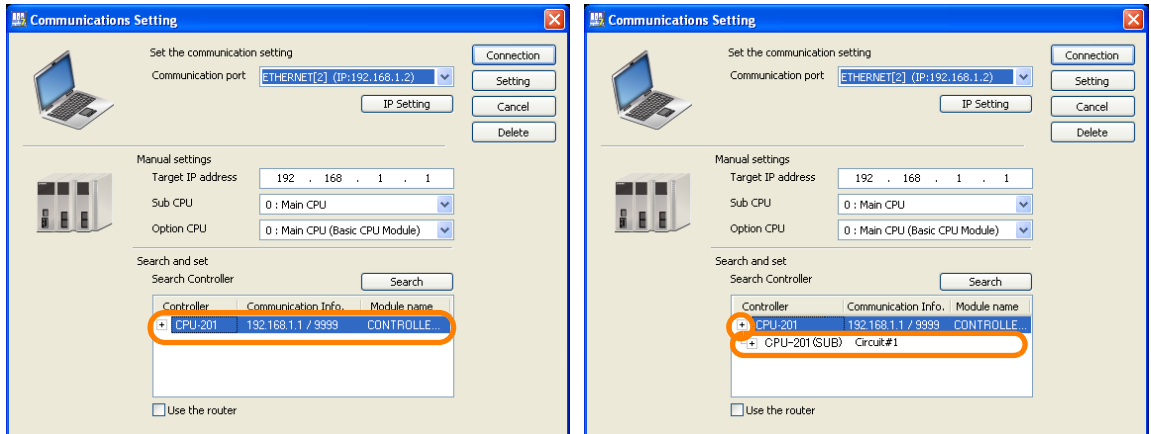 Communications Setting
Set the communication setting
Connection
Communication port ETHERNET[2] (IP:192.168.1.2)
Setting
IP Setting
Cancel
Delete
Manual settings
Target IP address 192 . 168 . 1 . 1
Sub CPU 0 : Main CPU
Option CPU 0 : Main CPU (Basic CPU Module)
Search and set
Search Controller Search
Controller Communication Info. Module name
+ CPU-201 192.168.1.1 / 9999 CONTROLLE...
Use the router
Communications Setting
Set the communication setting
Connection
Communication port ETHERNET[2] (IP:192.168.1.2)
Setting
IP Setting
Cancel
Delete
Manual settings
Target IP address 192 . 168 . 1 . 1
Sub CPU 0 : Main CPU
Option CPU 0 : Main CPU (Basic CPU Module)
Search and set
Search Controller Search
Controller Communication Info. Module name
+ CPU-201 192.168.1.1 / 9999 CONTROLLE...
+ CPU-201(SUB) Circuit#1
Use the router